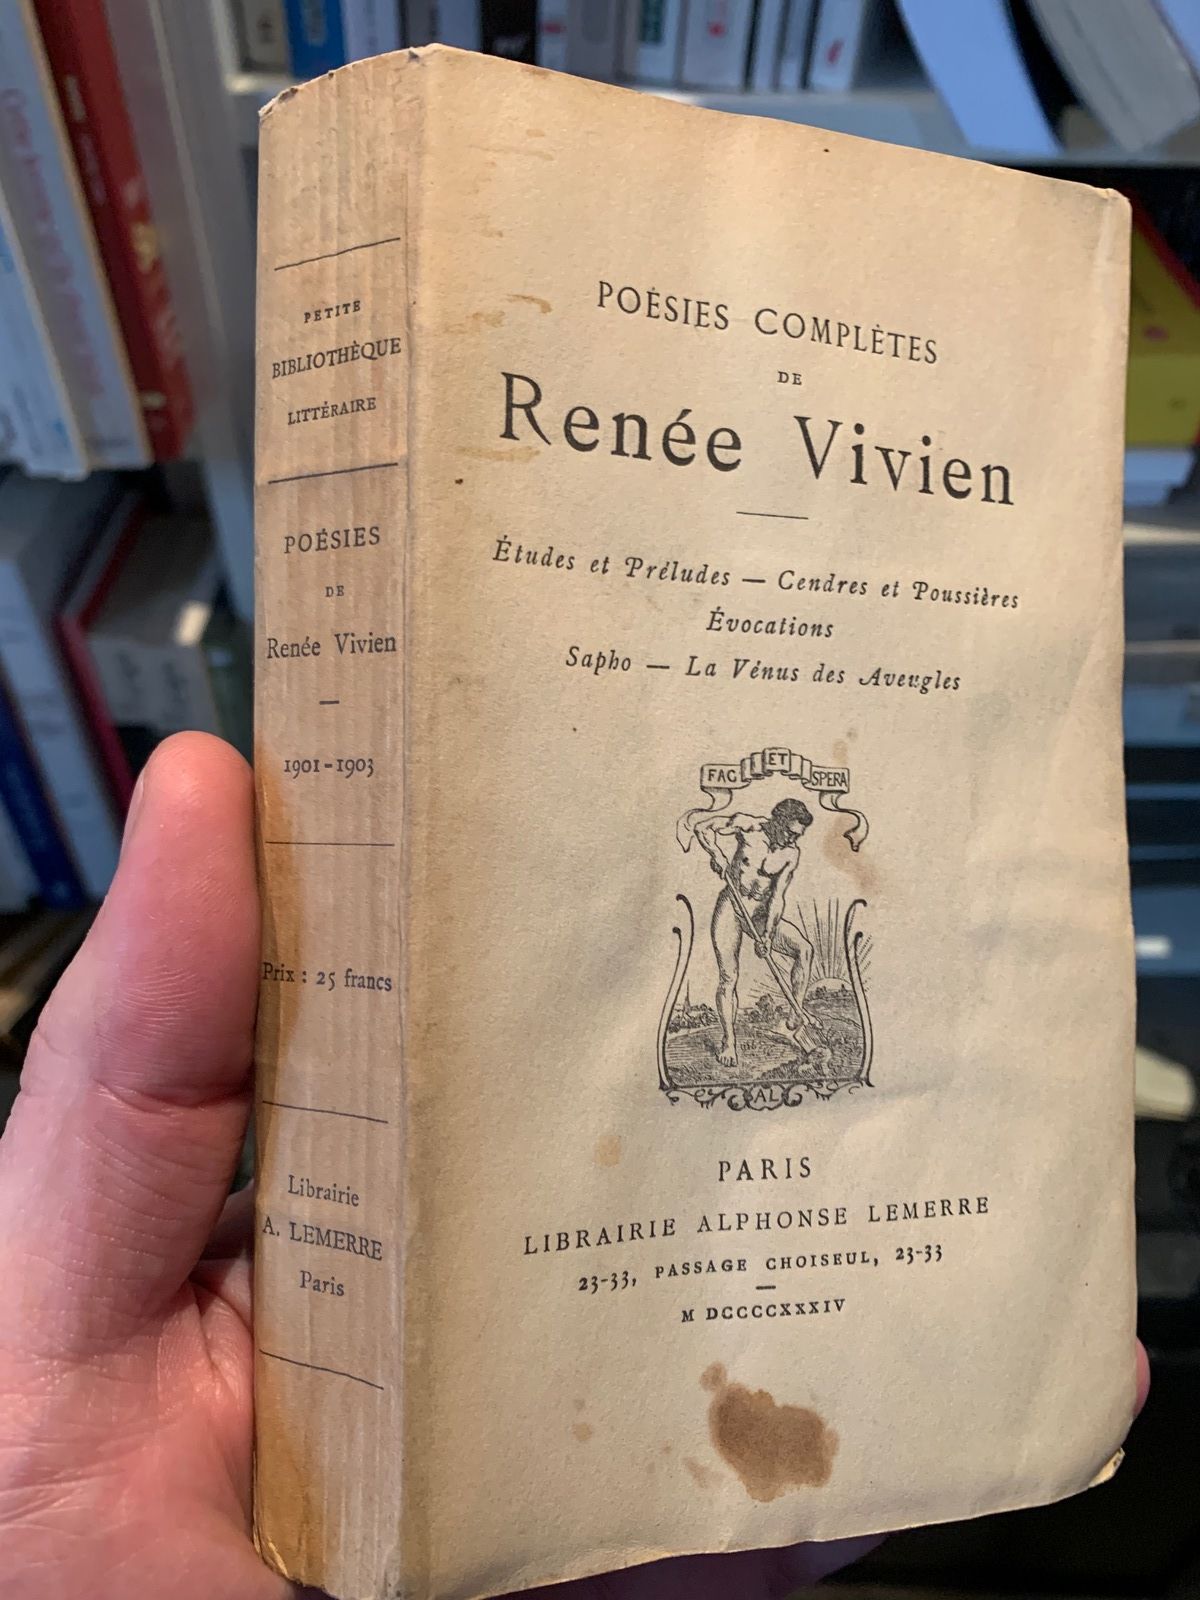 PETITE
BIBLIOTHÈQUE
LITTÉRAIRE
POÉSIES
DE
Renée Vivien
1901-1903
Prix : 25 francs
Librairie
A. LEMERRE
Paris
POÉSIES COMPLÈTES
DE
Renée Vivien
Études et Préludes — Cendres et Poussières
Évocations
Sapho — La Vénus des Aveugles
FAC ET SPERA
AL
PARIS
LIBRAIRIE ALPHONSE LEMERRE
23-33, PASSAGE CHOISEUL, 23-33
M DCCCCXXXIV